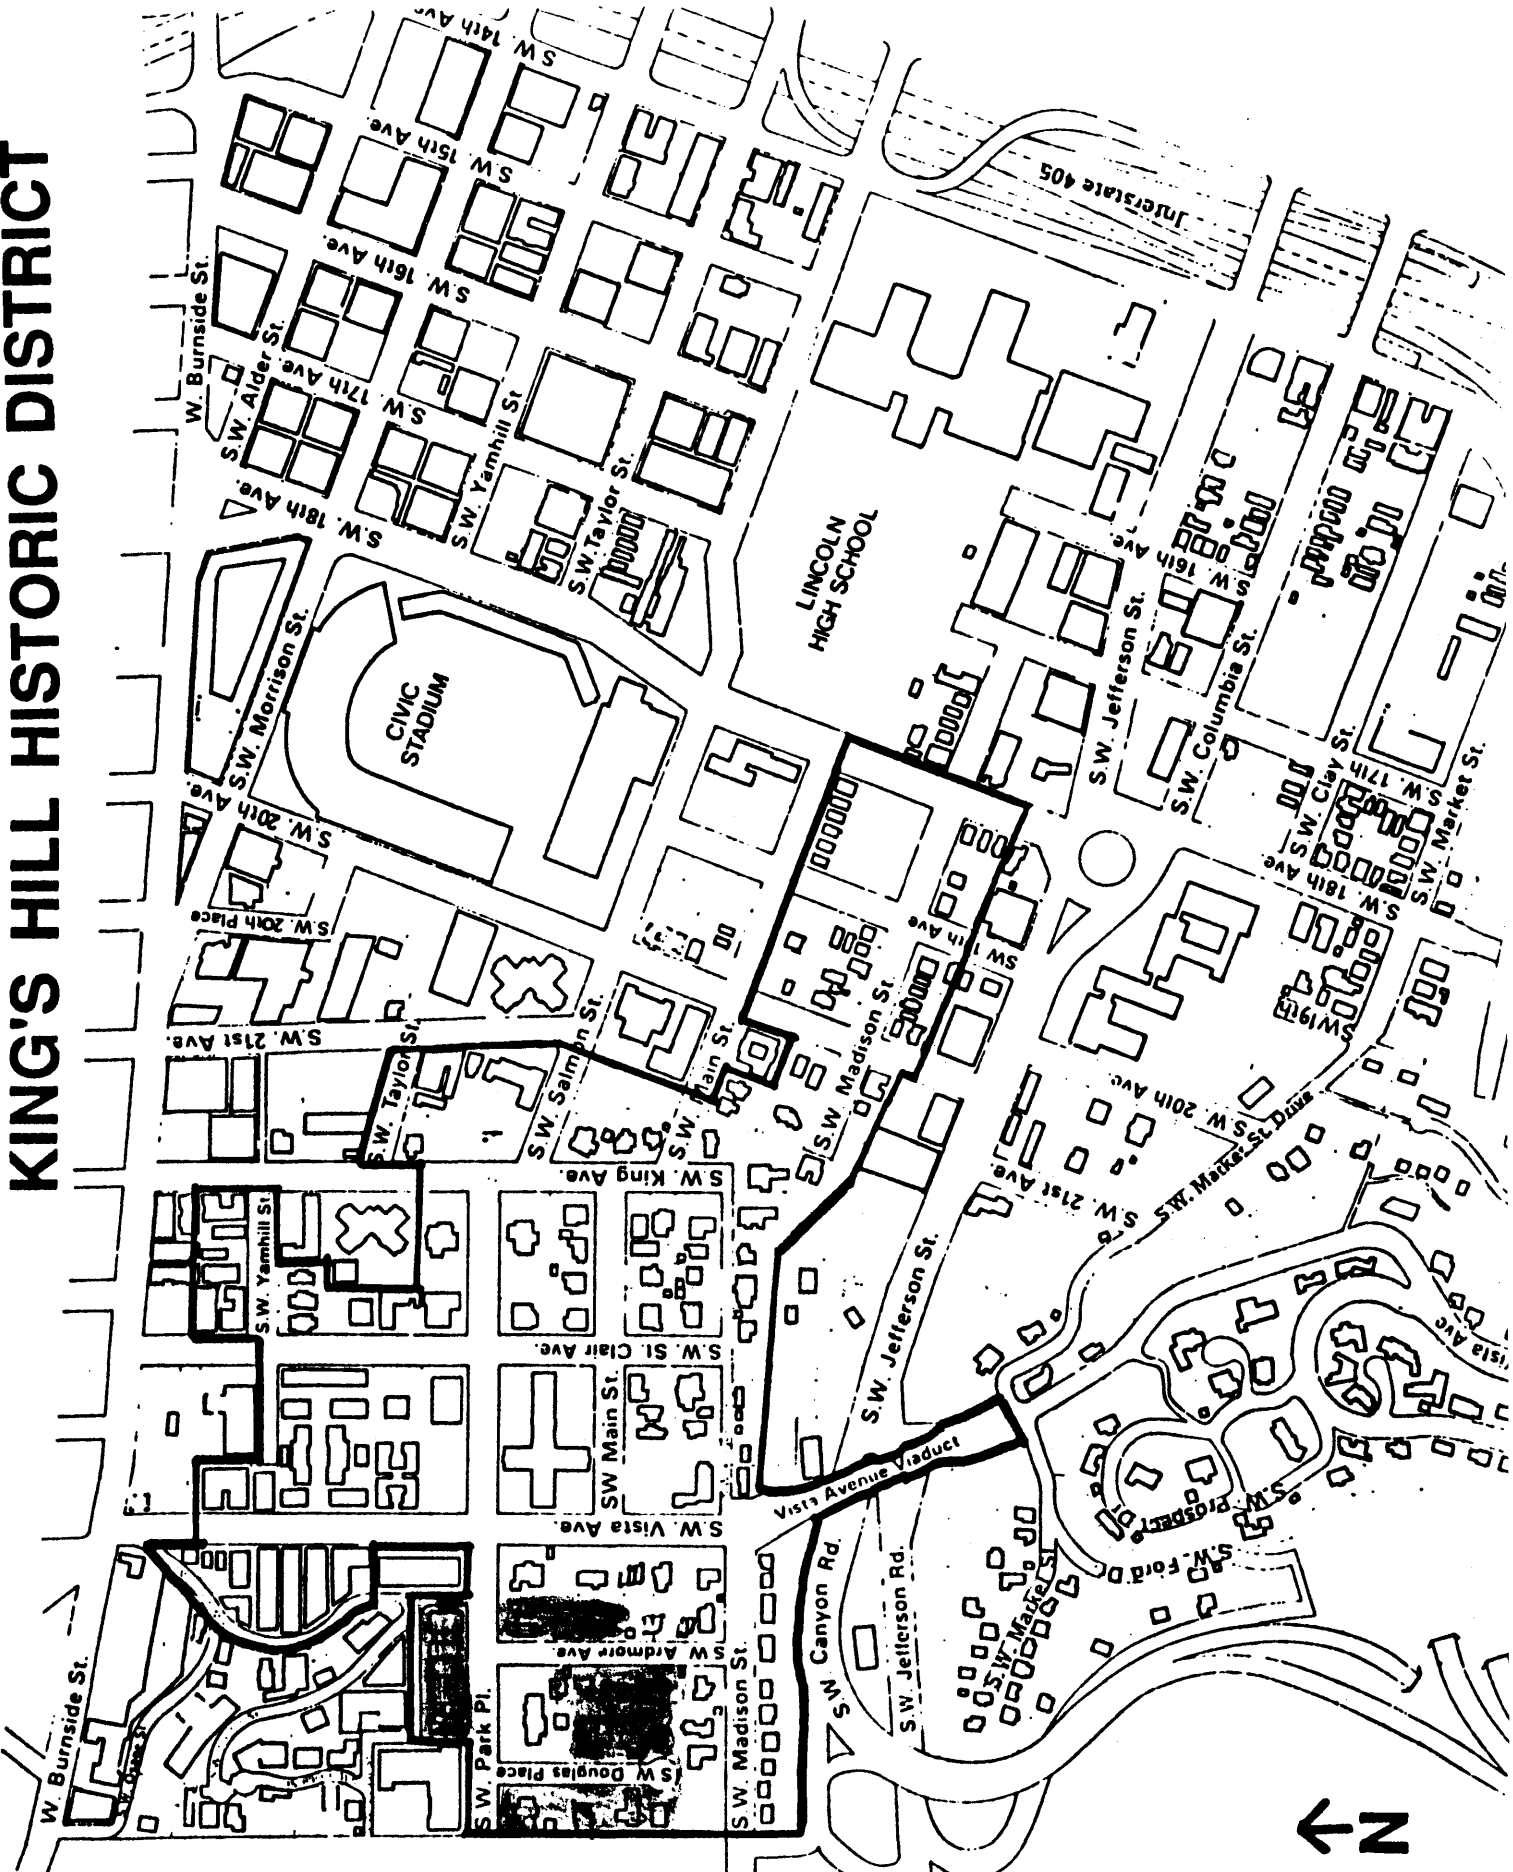 KING'S HILL HISTORIC DISTRICT
S.W. 14th Ave
S.W. 15th Ave.
S.W. 16th Ave.
S.W. 17th Ave.
S.W. 18th Ave.
Interstate 405
W. Burnside St.
S.W. Alder St.
S.W. Yamhill St
S.W. Taylor St.
S.W. Morrison St.
LINCOLN
HIGH SCHOOL
CIVIC
STADIUM
S.W. 16th Ave.
S.W. Jefferson St.
S.W. Columbia St.
S.W. Clay St.
S.W. 17th
S.W. Market St.
S.W. 18th Ave
S.W. 20th Ave.
S.W. 20th Place
S.W. 21st Ave.
S.W. Taylor St.
S.W. Salmon St.
S.W. Main St.
S.W. Madison St.
SW19th
S.W. 20th Ave
S.W. 21st Ave.
S.W. Market St. Drive
S.W. King Ave.
S.W. Yamhill St.
S.W. St. Clair Ave.
S.W. Jefferson St.
SW Main St.
Vista Avenue Viaduct
S.W. Vista Ave.
Vista Ave
S.W. Prospect Dr
S.W. Ford Dr
S.W. Market St
S.W. Canyon Rd.
S.W. Jefferson Rd.
S W Ardmore Ave.
S.W. Madison St.
S.W. Park Pl.
S W Douglas Place
W. Burnside St.
N